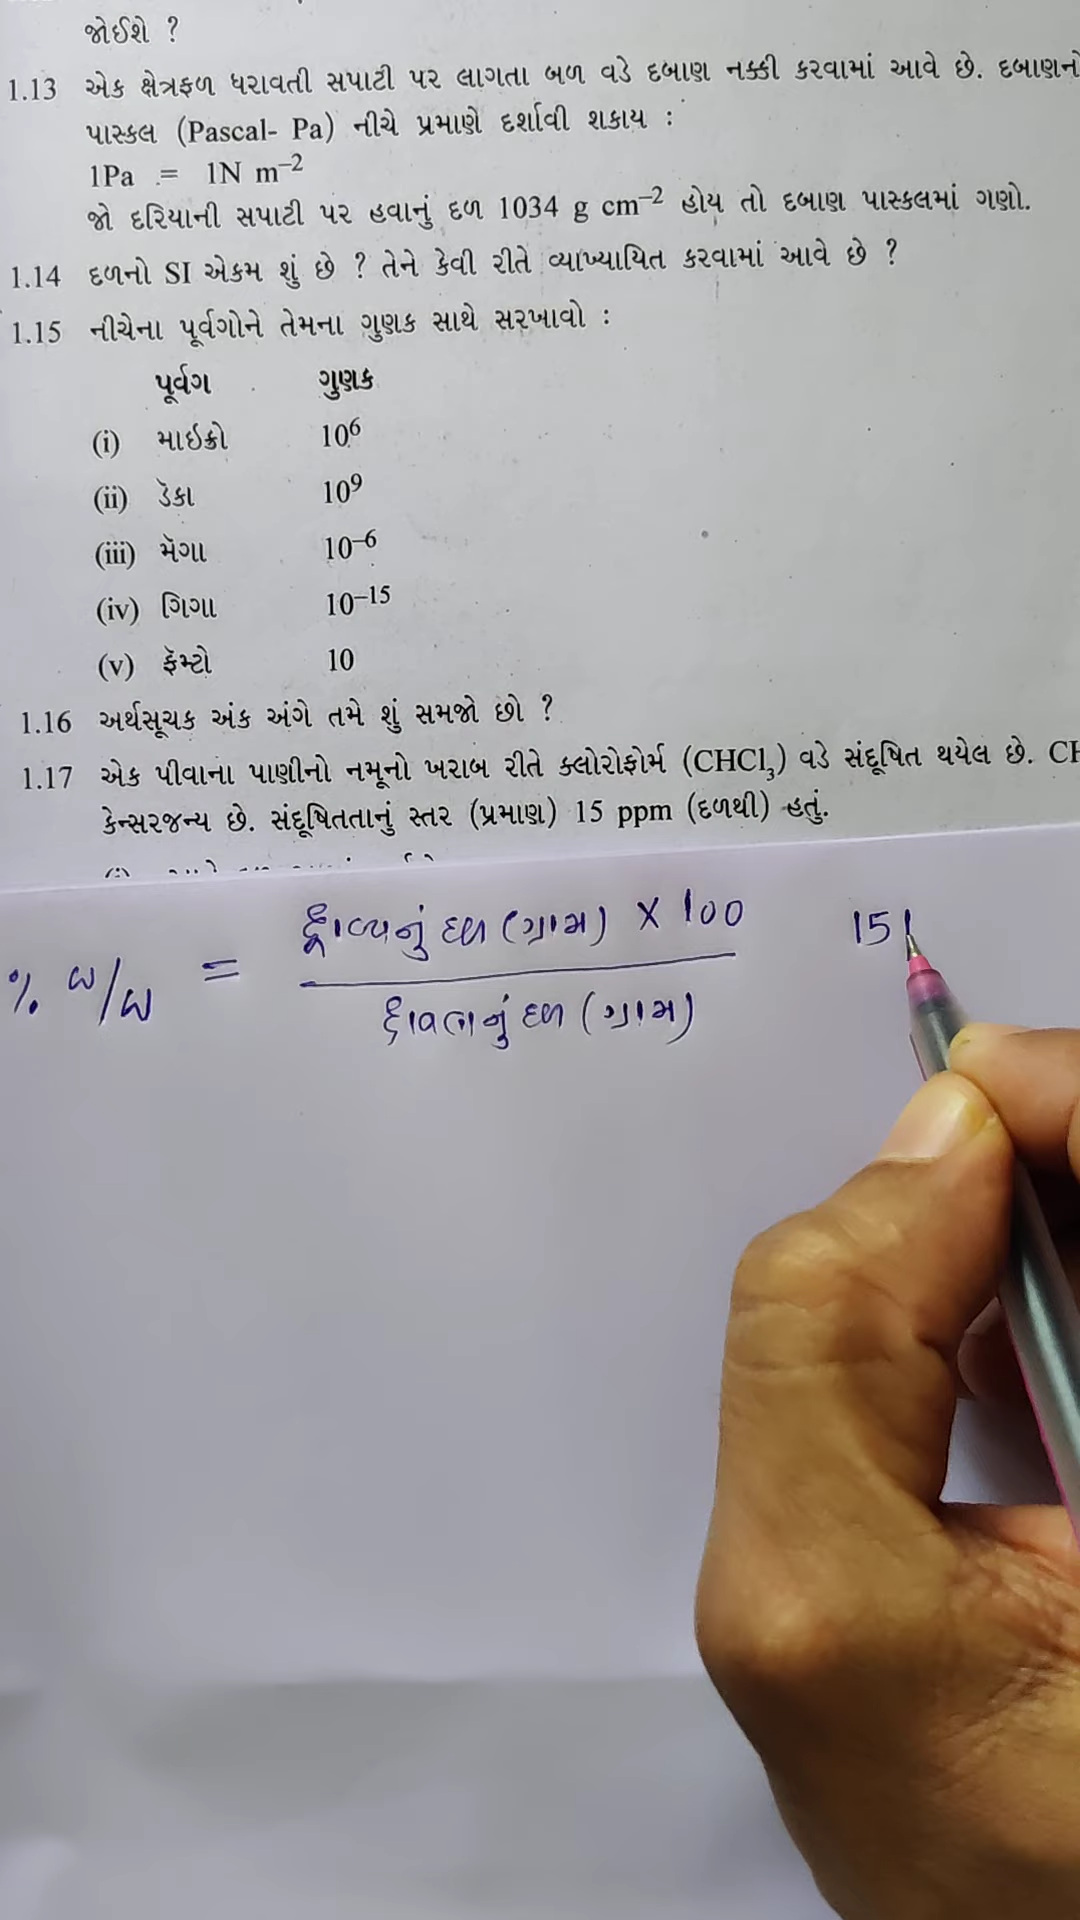 જોઈશે ?
1.13 એક ક્ષેત્રફળ ધરાવતી સપાટી પર લાગતા બળ વડે દબાણ નક્કી કરવામાં આવે છે. દબાણને
પાસ્કલ (Pascal- Pa) નીચે પ્રમાણે દર્શાવી શકાય :
1Pa = 1N m⁻²
જો દરિયાની સપાટી પર હવાનું દળ 1034 g cm⁻² હોય તો દબાણ પાસ્કલમાં ગણો.
1.14 દળનો SI એકમ શું છે ? તેને કેવી રીતે વ્યાખ્યાયિત કરવામાં આવે છે ?
1.15 નીચેના પૂર્વગોને તેમના ગુણક સાથે સરખાવો :
પૂર્વગ ગુણક
(i) માઇક્રો 10⁶
(ii) ડૅકા 10⁹
(iii) મૅગા 10⁻⁶
(iv) ગિગા 10⁻¹⁵
(v) ફૅમ્ટો 10
1.16 અર્થસૂચક અંક અંગે તમે શું સમજો છો ?
1.17 એક પીવાના પાણીનો નમૂનો ખરાબ રીતે ક્લોરોફોર્મ (CHCl₃) વડે સંદૂષિત થયેલ છે. CH
કેન્સરજન્ય છે. સંદૂષિતતાનું સ્તર (પ્રમાણ) 15 ppm (દળથી) હતું.
દ્રાવ્યનું દળ (ગ્રામ) × 100
% w/w =
દ્રાવણનું દળ (ગ્રામ)
15